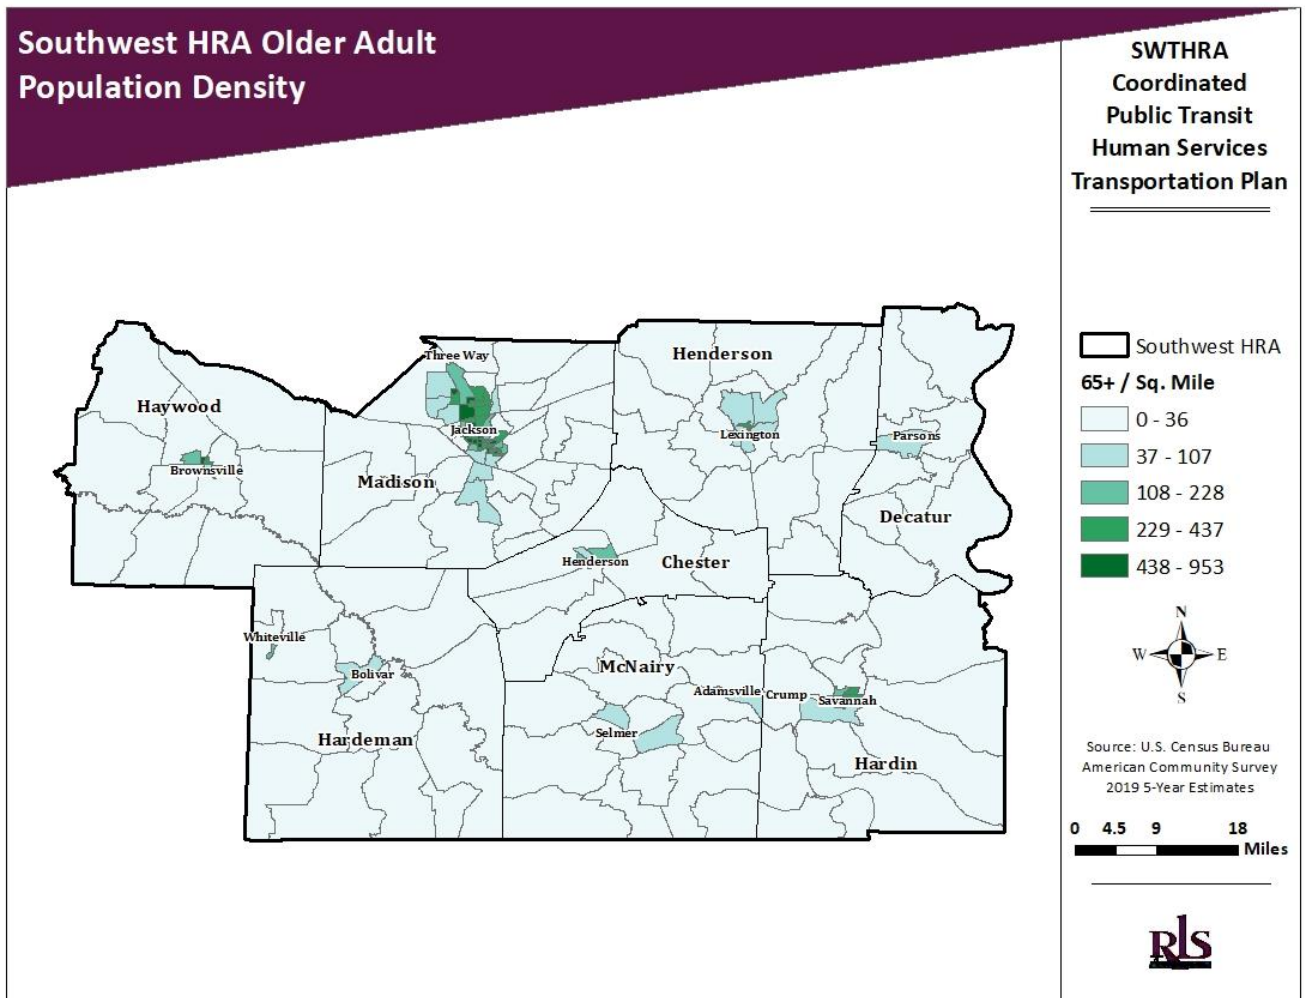 Southwest HRA Older Adult
Population Density
SWTHRA
Coordinated
Public Transit
Human Services
Transportation Plan
Three Way
Henderson
Haywood
Jackson
Lexington
Parsons
Brownsville
Madison
Decatur
Henderson
Chester
Whiteville
Bolivar
McNairy
Adamsville
Crump
Savannah
Selmer
Hardeman
Hardin
Southwest HRA
65+ / Sq. Mile
0 - 36
37 - 107
108 - 228
229 - 437
438 - 953
N
W
E
S
Source: U.S. Census Bureau
American Community Survey
2019 5-Year Estimates
0 4.5 9 18
Miles
RLS